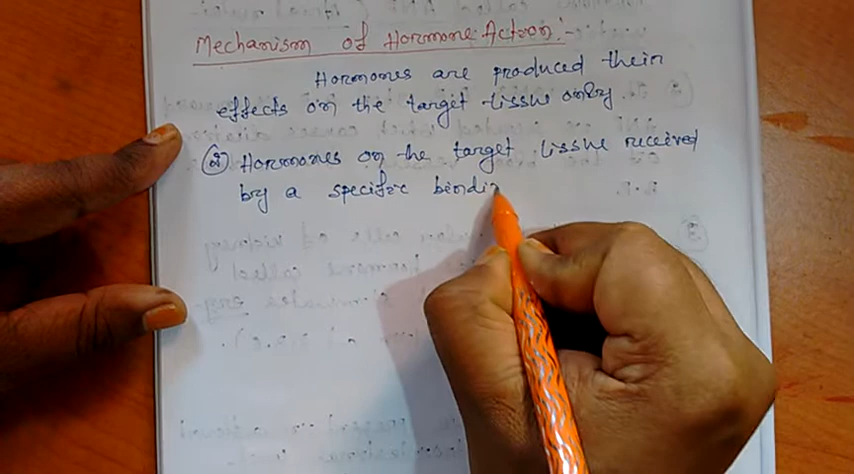 Mechanism of Hormone Action :-
Hormones are produced their
effects on the target tissue only
② Hormones on the target tissue received
by a specific bindin